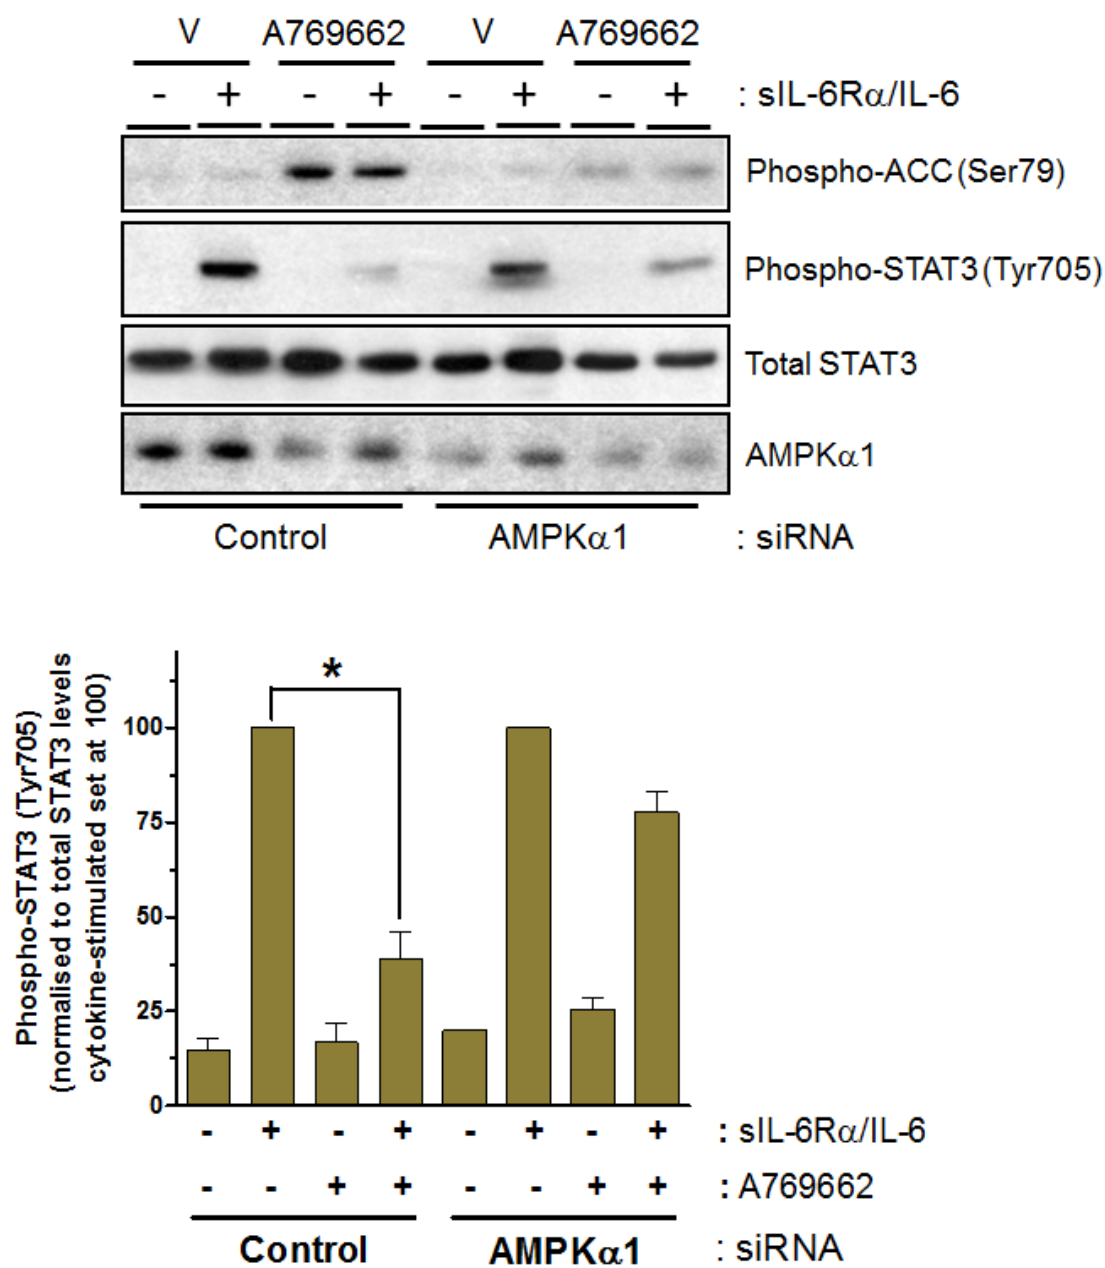 V A769662 V A769662
- + - + - + - + : sIL-6Rα/IL-6
Phospho-ACC (Ser79)
Phospho-STAT3 (Tyr705)
Total STAT3
AMPKα1
Control AMPKα1 : siRNA
Phospho-STAT3 (Tyr705)
(normalised to total STAT3 levels
cytokine-stimulated set at 100)
*
100
75
50
25
0
- + - + - + - + : sIL-6Rα/IL-6
- - + + - - + + : A769662
Control AMPKα1 : siRNA